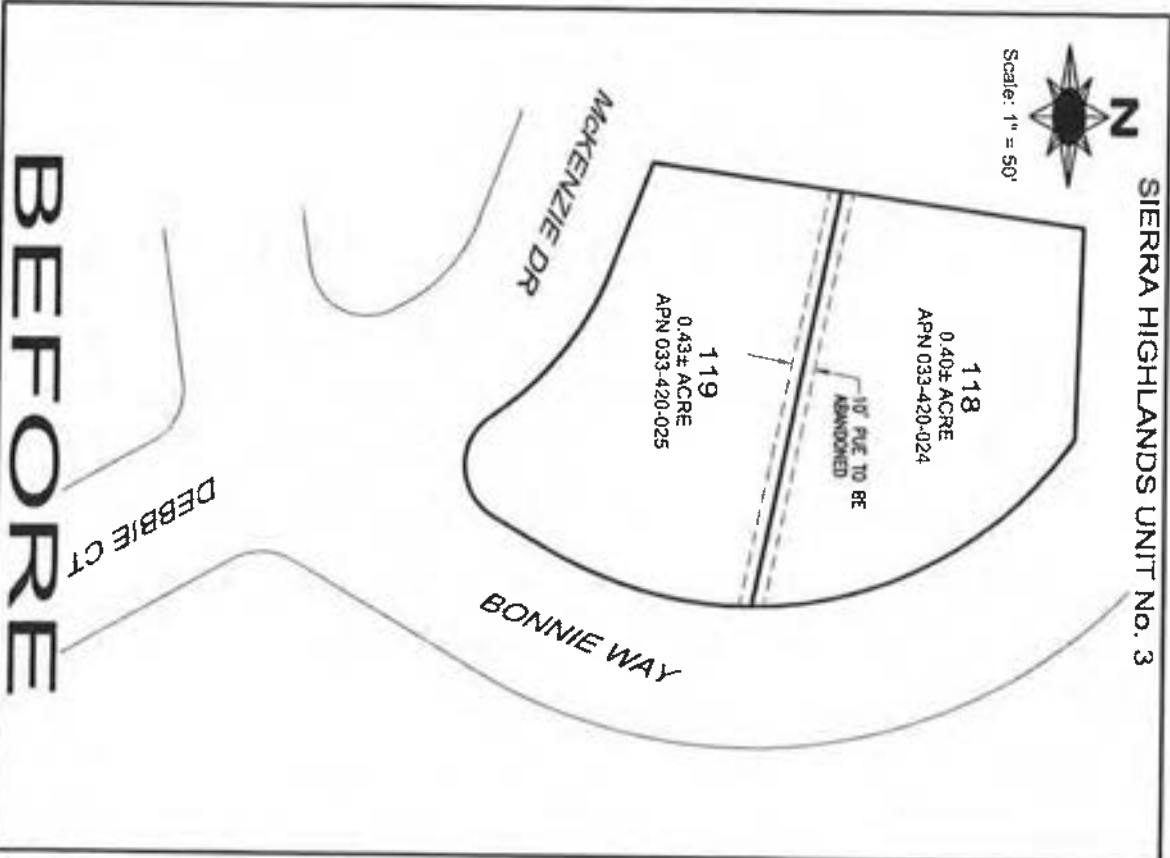 SIERRA HIGHLANDS UNIT No. 3
N
Scale: 1" = 50'
118
0.40± ACRE
APN 033-420-024
10' PUE TO BE
ABANDONED
119
0.43± ACRE
APN 033-420-025
McKENZIE DR
BONNIE WAY
DEBBIE CT
BEFORE